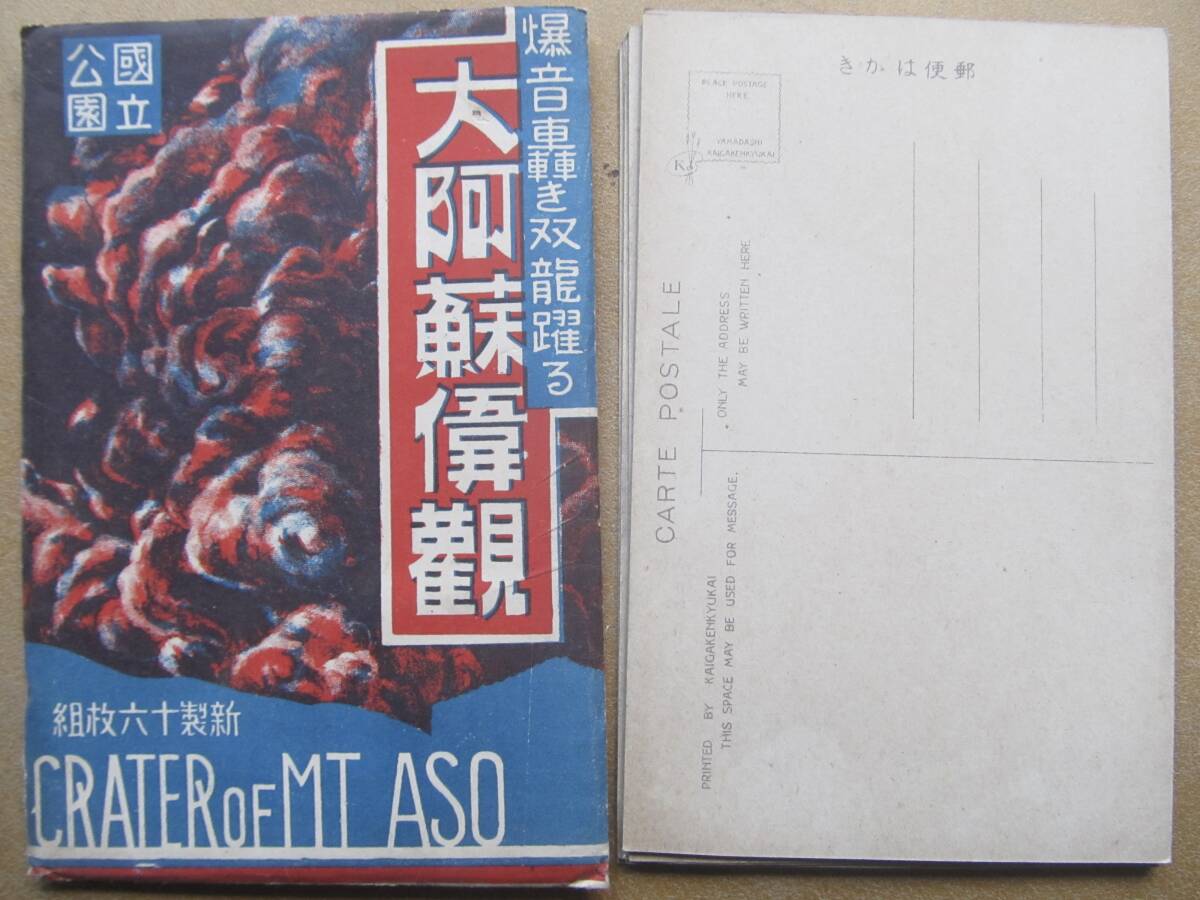 國立
公園
爆音轟き双龍躍る
大阿蘇偉觀
組枚六十製新
CRATER OF MT ASO
きかは便郵
PLACE POSTAGE
HERE
YAMADASHI
KAIGAKENKYUKAI
K
CARTE POSTALE
ONLY THE ADDRESS
MAY BE WRITTEN HERE
PRINTED BY KAIGAKENKYUKAI
THIS SPACE MAY BE USED FOR MESSAGE.